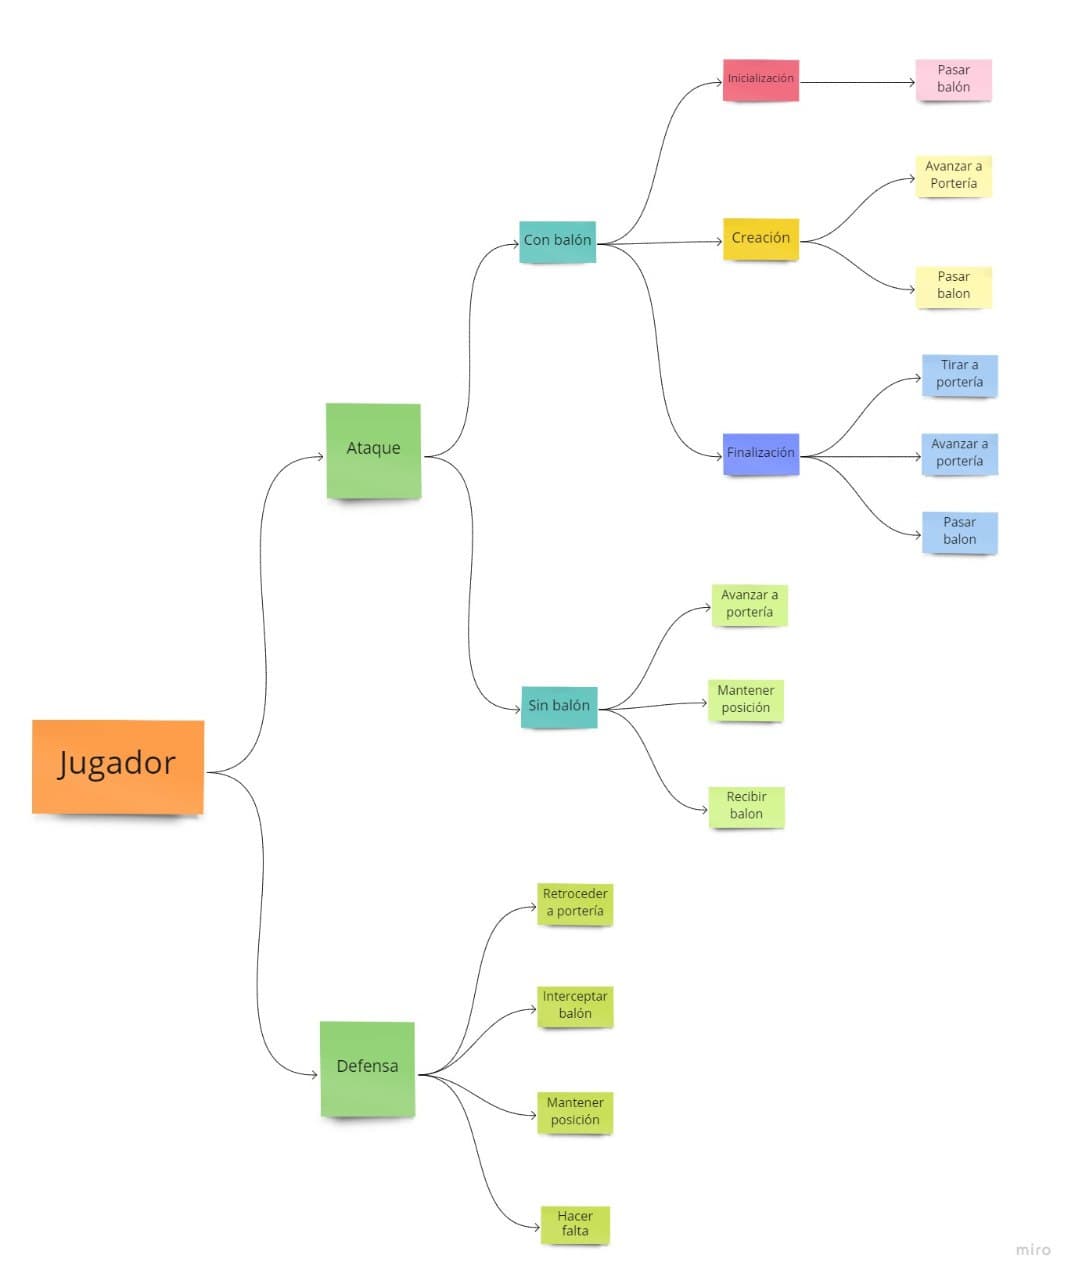 Inicialización
Pasar
balón
Avanzar a
Portería
Con balón
Creación
Pasar
balon
Tirar a
portería
Ataque
Finalización
Avanzar a
portería
Pasar
balon
Avanzar a
portería
Sin balón
Mantener
posición
Jugador
Recibir
balon
Retroceder
a portería
Interceptar
balón
Defensa
Mantener
posición
Hacer
falta
miro